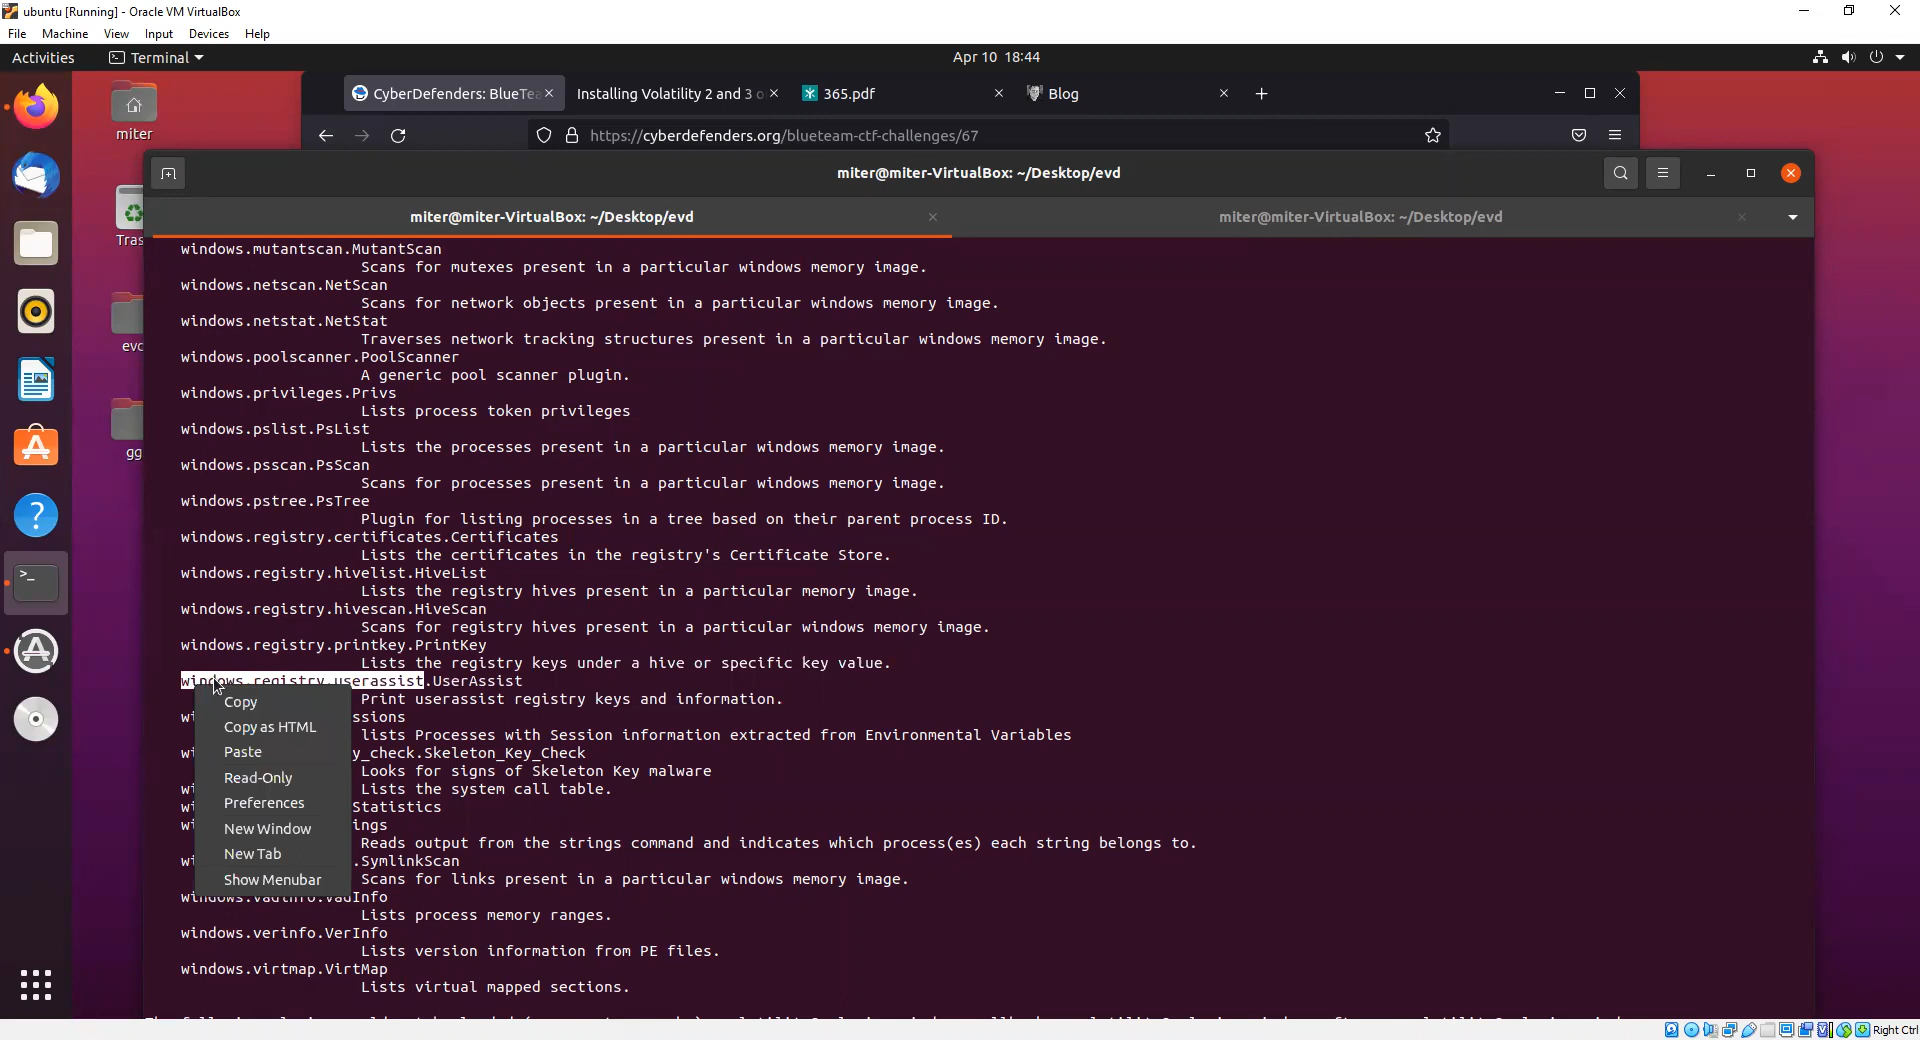 ubuntu [Running] - Oracle VM VirtualBox
File Machine View Input Devices Help
Activities Terminal Apr 10 18:44
miter
Tras
evc
gg
CyberDefenders: BlueTea Installing Volatility 2 and 3 o 365.pdf Blog
https://cyberdefenders.org/blueteam-ctf-challenges/67
miter@miter-VirtualBox: ~/Desktop/evd
miter@miter-VirtualBox: ~/Desktop/evd miter@miter-VirtualBox: ~/Desktop/evd
windows.mutantscan.MutantScan
Scans for mutexes present in a particular windows memory image.
windows.netscan.NetScan
Scans for network objects present in a particular windows memory image.
windows.netstat.NetStat
Traverses network tracking structures present in a particular windows memory image.
windows.poolscanner.PoolScanner
A generic pool scanner plugin.
windows.privileges.Privs
Lists process token privileges
windows.pslist.PsList
Lists the processes present in a particular windows memory image.
windows.psscan.PsScan
Scans for processes present in a particular windows memory image.
windows.pstree.PsTree
Plugin for listing processes in a tree based on their parent process ID.
windows.registry.certificates.Certificates
Lists the certificates in the registry's Certificate Store.
windows.registry.hivelist.HiveList
Lists the registry hives present in a particular memory image.
windows.registry.hivescan.HiveScan
Scans for registry hives present in a particular windows memory image.
windows.registry.printkey.PrintKey
Lists the registry keys under a hive or specific key value.
windows.registry.userassist.UserAssist
Print userassist registry keys and information.
wi ssions
lists Processes with Session information extracted from Environmental Variables
wi y_check.Skeleton_Key_Check
Looks for signs of Skeleton Key malware
wi Lists the system call table.
wi Statistics
wi ings
Reads output from the strings command and indicates which process(es) each string belongs to.
wi .SymlinkScan
Scans for links present in a particular windows memory image.
windows.vadinfo.VadInfo
Lists process memory ranges.
windows.verinfo.VerInfo
Lists version information from PE files.
windows.virtmap.VirtMap
Lists virtual mapped sections.
Copy
Copy as HTML
Paste
Read-Only
Preferences
New Window
New Tab
Show Menubar
Right Ctrl